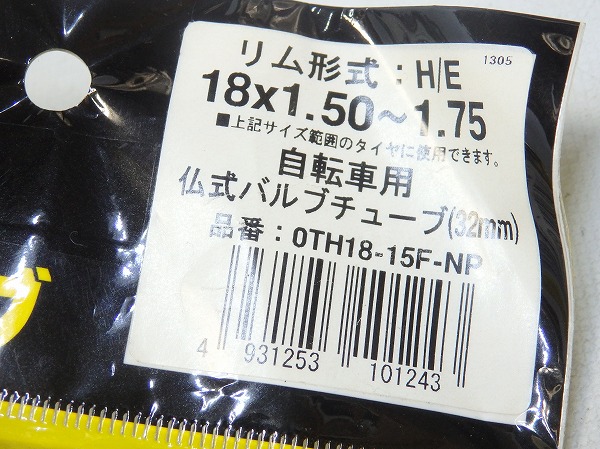 リム形式：H/E
1305
18x1.50～1.75
■上記サイズ範囲のタイヤに使用できます。
自転車用
仏式バルブチューブ(32mm)
品番：OTH18-15F-NP
4 931253 101243
ブ